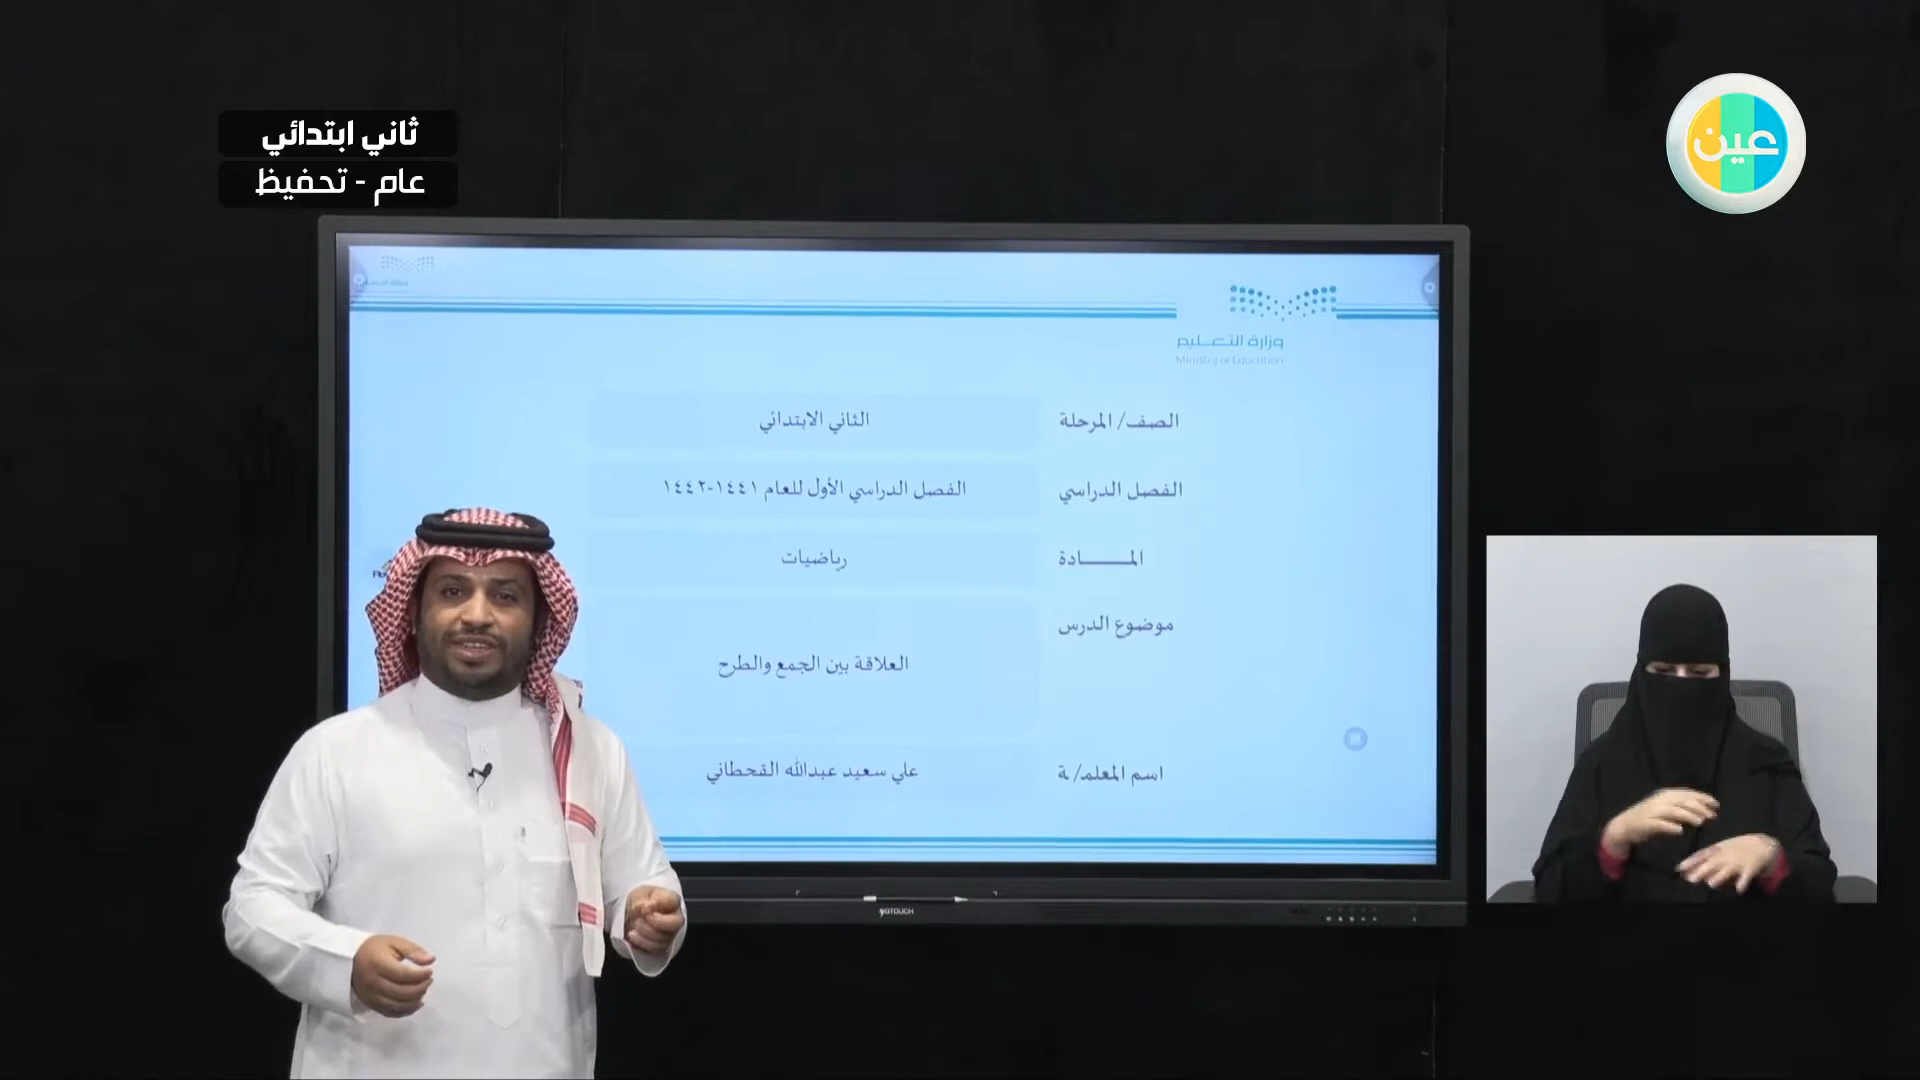 ثاني ابتدائي
عام - تحفيظ
عين
وزارة التعليم
Ministry of Education
الصف/ المرحلة
الثاني الابتدائي
الفصل الدراسي
الفصل الدراسي الأول للعام ١٤٤١-١٤٤٢
المـــــــادة
رياضيات
موضوع الدرس
العلاقة بين الجمع والطرح
اسم المعلم/ـة
علي سعيد عبدالله القحطاني